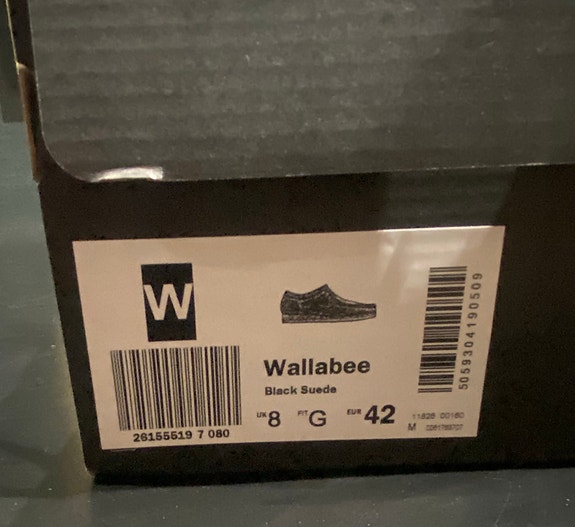 W
26155519 7 080
Wallabee
Black Suede
UK 8 FIT G EUR 42
5059304190509
M